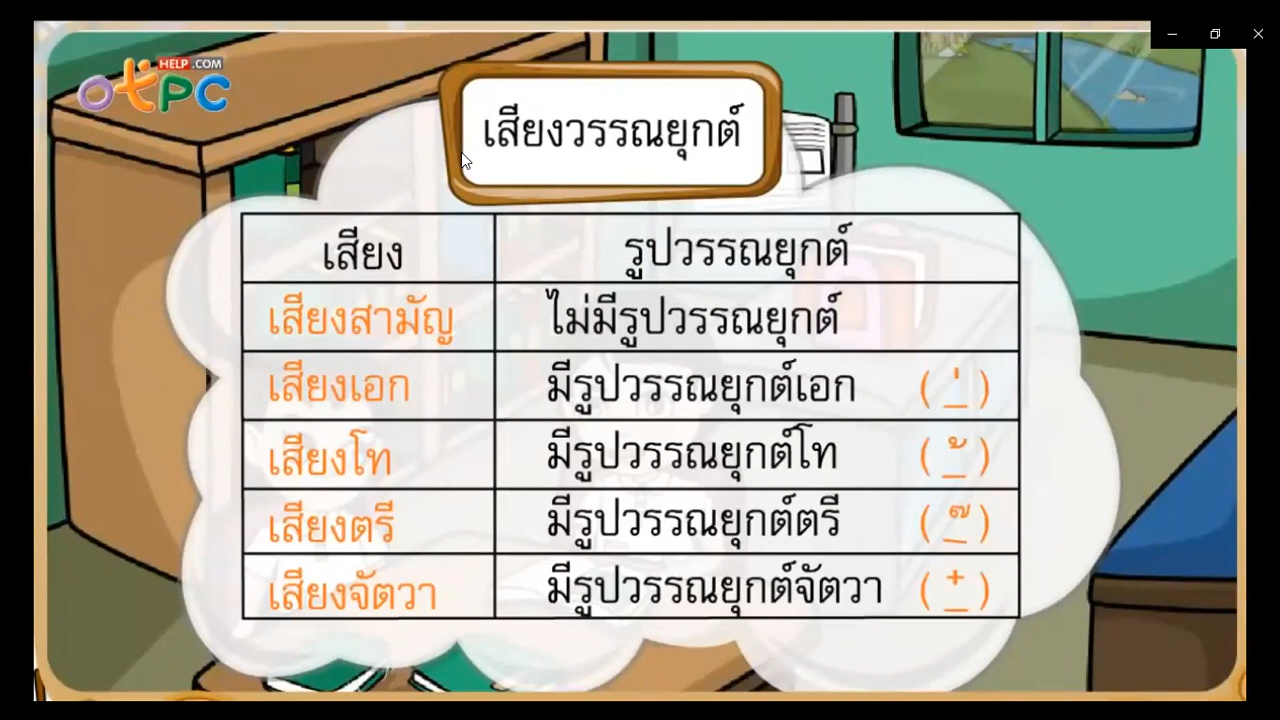 HELP .COM
OTPC
เสียงวรรณยุกต์
เสียง รูปวรรณยุกต์
เสียงสามัญ ไม่มีรูปวรรณยุกต์
เสียงเอก มีรูปวรรณยุกต์เอก ( _่ )
เสียงโท มีรูปวรรณยุกต์โท ( _้ )
เสียงตรี มีรูปวรรณยุกต์ตรี ( _๊ )
เสียงจัตวา มีรูปวรรณยุกต์จัตวา ( _๋ )